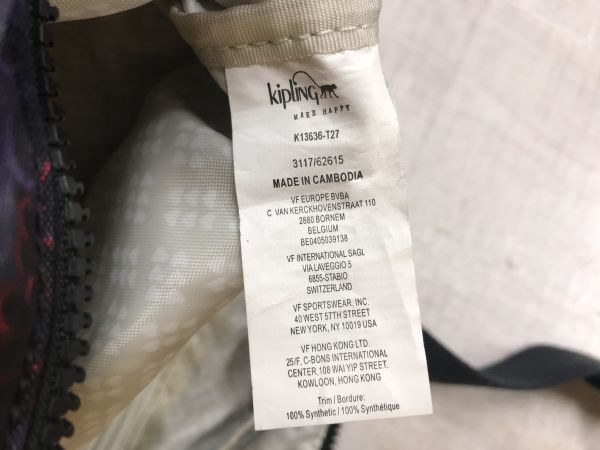 kipling
MAKE HAPPY
K13636-T27
3117/62615
MADE IN CAMBODIA
VF EUROPE BVBA
C VAN KERCKHOVENSTRAAT 110
2880 BORNEM
BELGIUM
BE0405039138
VF INTERNATIONAL SAGL
VIA LAVEGGIO 5
6855-STABIO
SWITZERLAND
VF SPORTSWEAR, INC.
40 WEST 57TH STREET
NEW YORK, NY 10019 USA
VF HONG KONG LTD.
25/F, C-BONS INTERNATIONAL
CENTER, 108 WAI YIP STREET.
KOWLOON, HONG KONG
Trim / Bordure:
100% Synthetic / 100% Synthétique